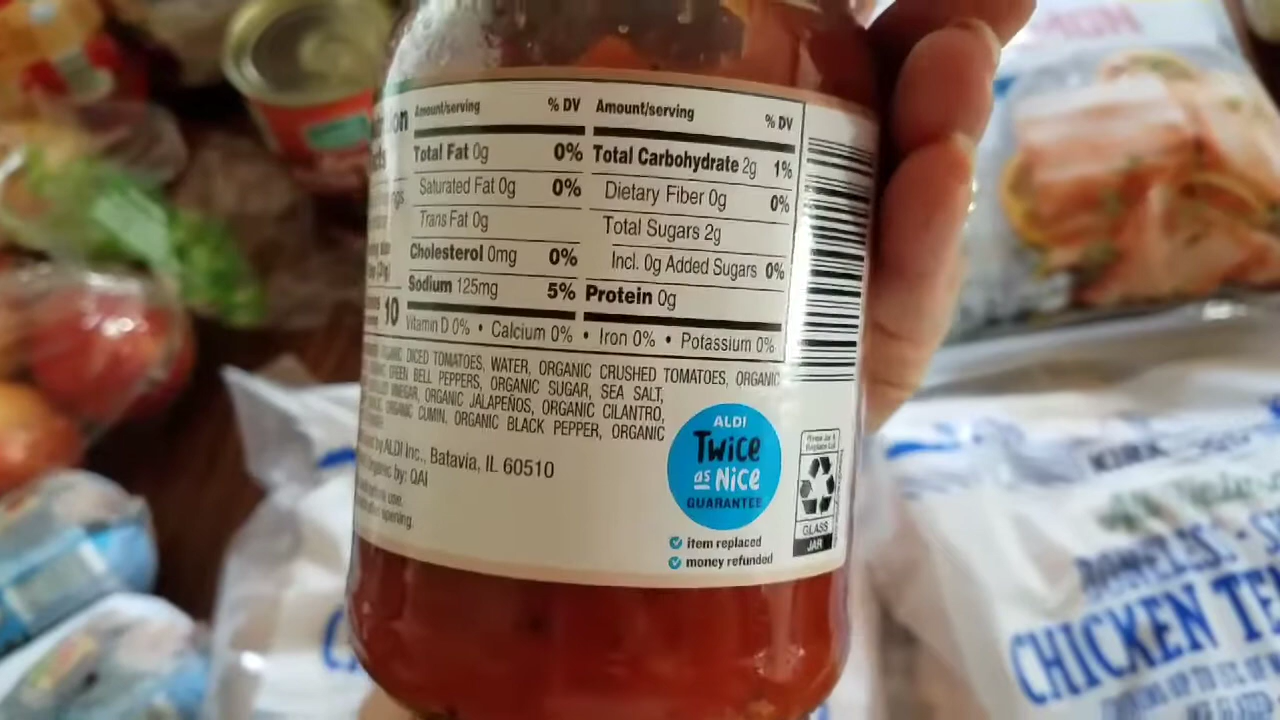 Amount/serving % DV Amount/serving % DV
Total Fat 0g 0% Total Carbohydrate 2g 1%
Saturated Fat 0g 0% Dietary Fiber 0g 0%
Trans Fat 0g Total Sugars 2g
Cholesterol 0mg 0% Incl. 0g Added Sugars 0%
Sodium 125mg 5% Protein 0g
10
Vitamin D 0% • Calcium 0% • Iron 0% • Potassium 0%
DICED TOMATOES, WATER, ORGANIC CRUSHED TOMATOES, ORGANIC
GREEN BELL PEPPERS, ORGANIC SUGAR, SEA SALT,
VINEGAR, ORGANIC JALAPEÑOS, ORGANIC CILANTRO,
ORGANIC CUMIN, ORGANIC BLACK PEPPER, ORGANIC
by ALDI Inc., Batavia, IL 60510
by: QAI
use.
opening.
ALDI
Twice
as Nice
GUARANTEE
item replaced
money refunded
GLASS
JAR
CHICKEN TE